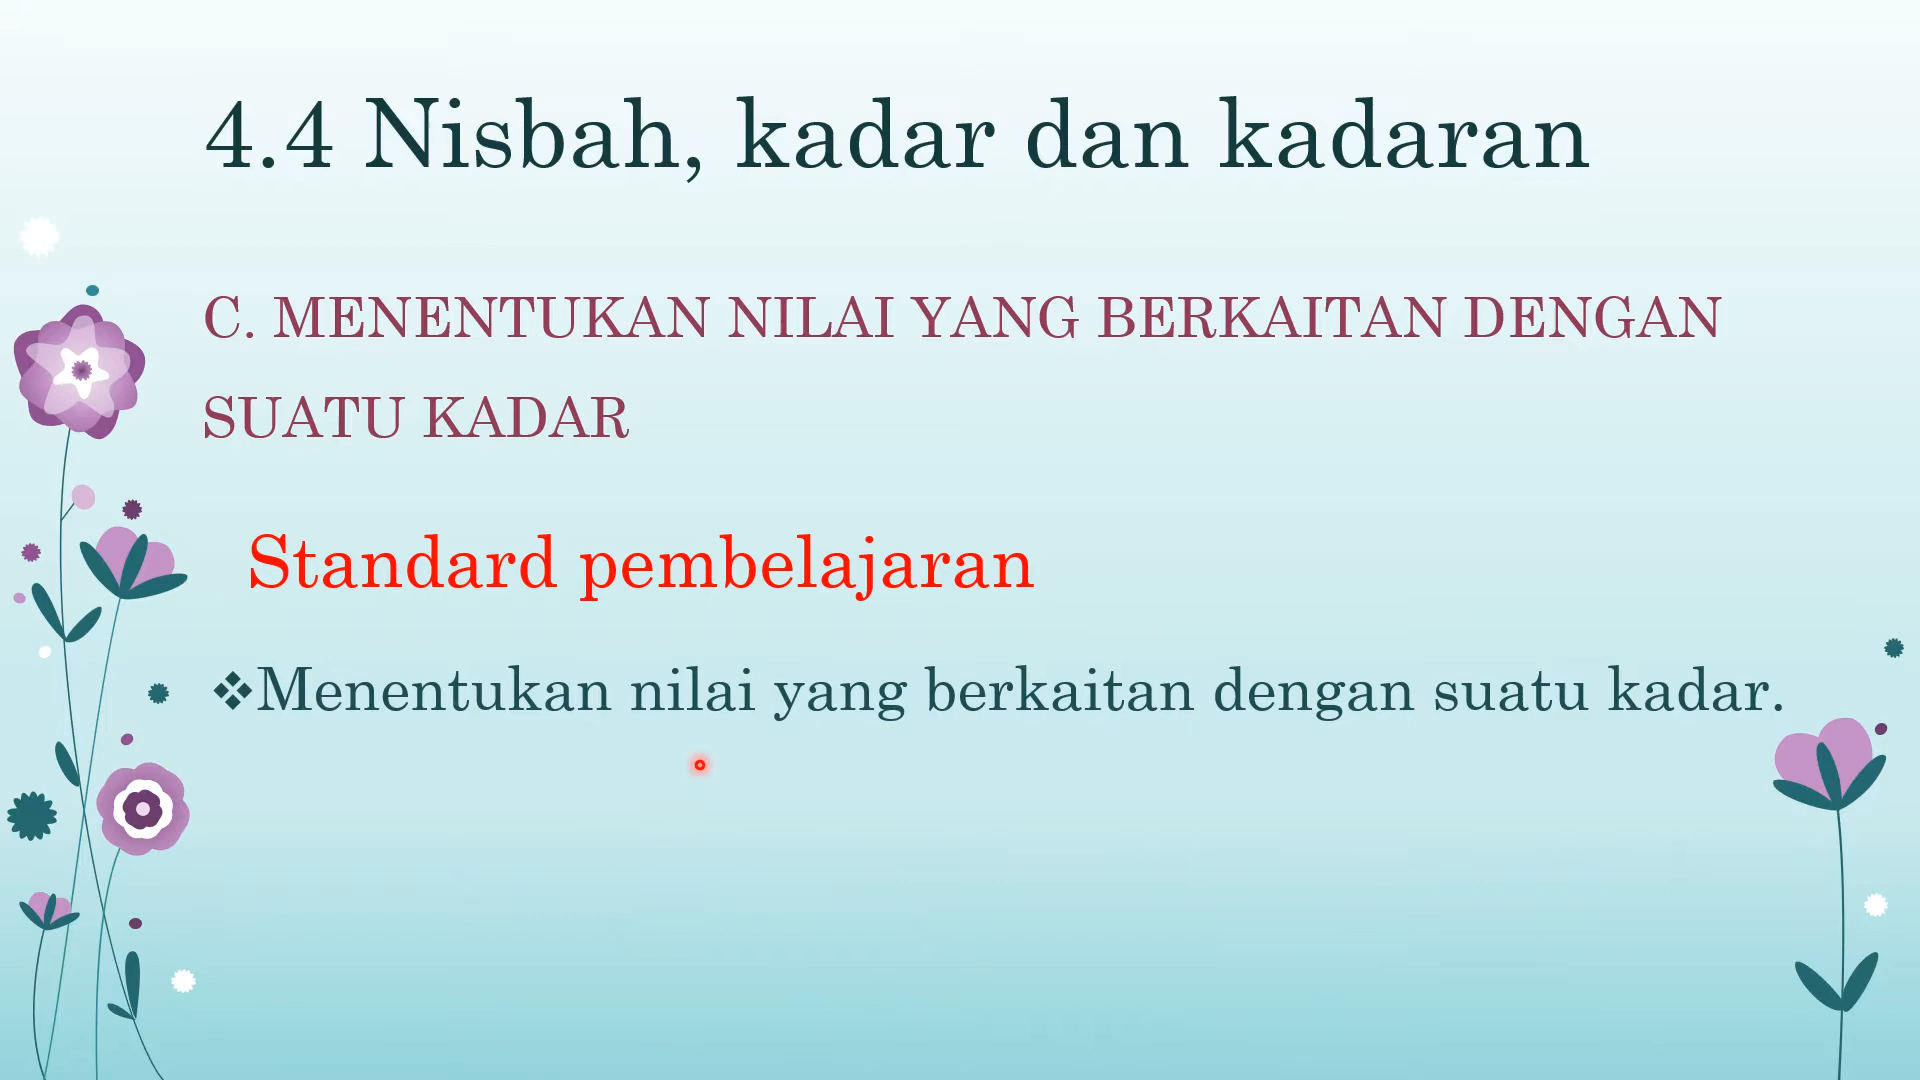 4.4 Nisbah, kadar dan kadaran
C. MENENTUKAN NILAI YANG BERKAITAN DENGAN
SUATU KADAR
Standard pembelajaran
❖Menentukan nilai yang berkaitan dengan suatu kadar.